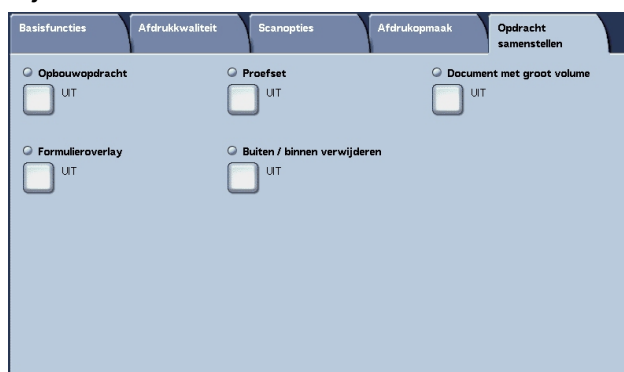 Basisfuncties
Afdrukkwaliteit
Scanopties
Afdrukopmaak
Opdracht
samenstellen
Opbouwopdracht
UIT
Proefset
UIT
Document met groot volume
UIT
Formulieroverlay
UIT
Buiten / binnen verwijderen
UIT